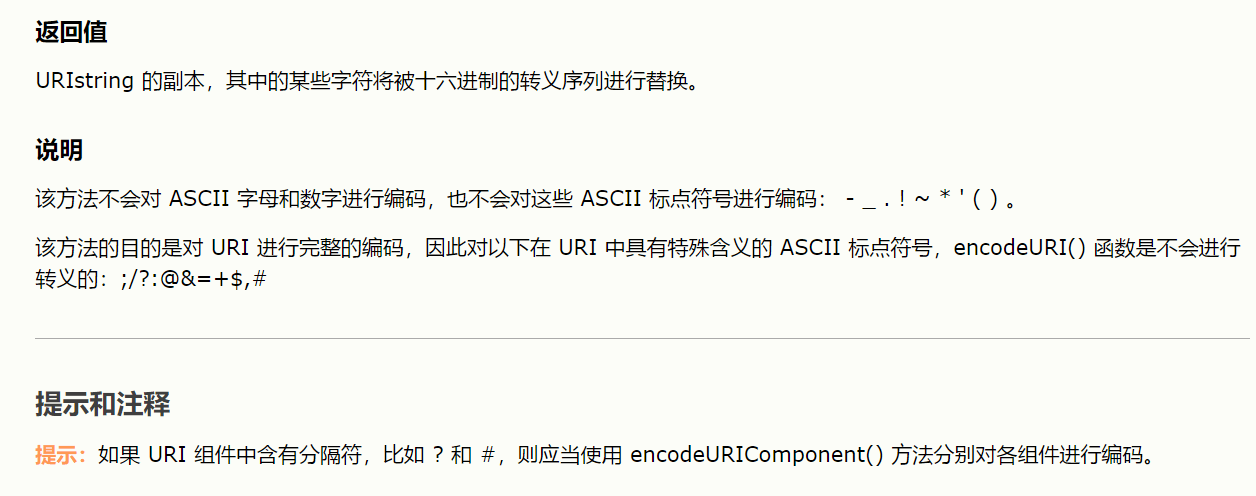 返回值
URIstring 的副本，其中的某些字符将被十六进制的转义序列进行替换。
说明
该方法不会对 ASCII 字母和数字进行编码，也不会对这些 ASCII 标点符号进行编码： - _ . ! ~ * ' ( ) 。
该方法的目的是对 URI 进行完整的编码，因此对以下在 URI 中具有特殊含义的 ASCII 标点符号，encodeURI() 函数是不会进行
转义的：;/?:@&=+$,#
提示和注释
提示：如果 URI 组件中含有分隔符，比如 ? 和 #，则应当使用 encodeURIComponent() 方法分别对各组件进行编码。